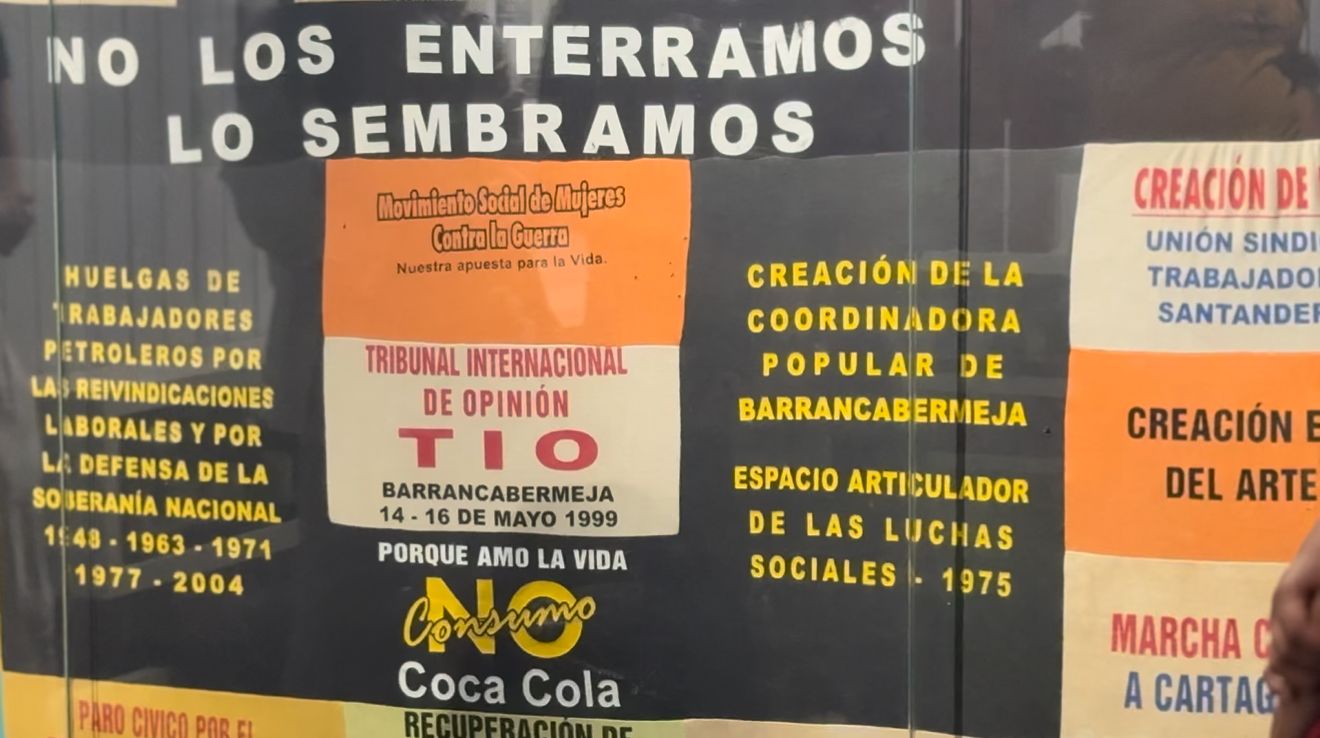 NO LOS ENTERRAMOS
LO SEMBRAMOS
HUELGAS DE
TRABAJADORES
PETROLEROS POR
LAS REIVINDICACIONES
LABORALES Y POR
LA DEFENSA DE LA
SOBERANÍA NACIONAL
1948 - 1963 - 1971
1977 - 2004
Movimiento Social de Mujeres
Contra la Guerra
Nuestra apuesta para la Vida.
TRIBUNAL INTERNACIONAL
DE OPINIÓN
TIO
BARRANCABERMEJA
14 - 16 DE MAYO 1999
PORQUE AMO LA VIDA
NO
Consumo
Coca Cola
CREACIÓN DE LA
COORDINADORA
POPULAR DE
BARRANCABERMEJA
ESPACIO ARTICULADOR
DE LAS LUCHAS
SOCIALES - 1975
CREACIÓN DE
UNIÓN SINDI
TRABAJADO
SANTANDER
CREACIÓN E
DEL ARTE
MARCHA C
A CARTAG
PARO CIVICO POR EL
RECUPERACIÓN DE